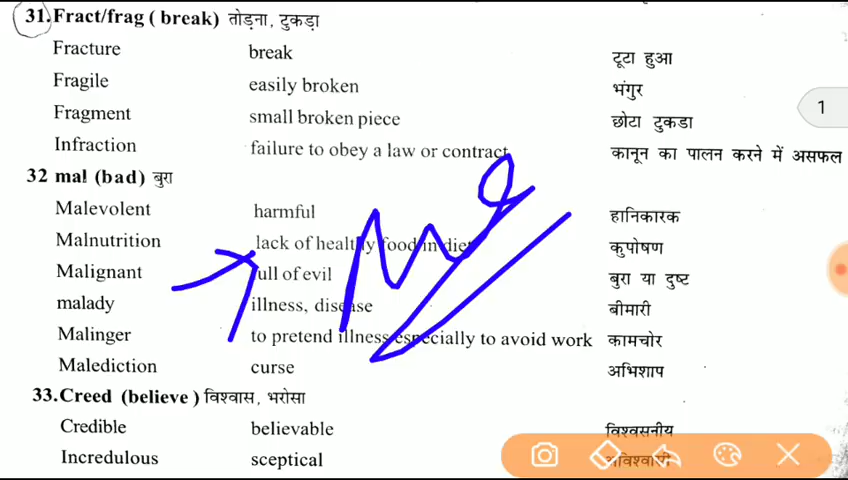 31. Fract/frag ( break) तोड़ना, टुकड़ा
Fracture break टूटा हुआ
Fragile easily broken भंगुर
Fragment small broken piece छोटा टुकडा
Infraction failure to obey a law or contract कानून का पालन करने में असफल
32 mal (bad) बुरा
Malevolent harmful हानिकारक
Malnutrition lack of healthy food in diet कुपोषण
Malignant full of evil बुरा या दुष्ट
malady illness, disease बीमारी
Malinger to pretend illness especially to avoid work कामचोर
Malediction curse अभिशाप
33.Creed (believe ) विश्वास, भरोसा
Credible believable विश्वसनीय
Incredulous sceptical अविश्वासी
1